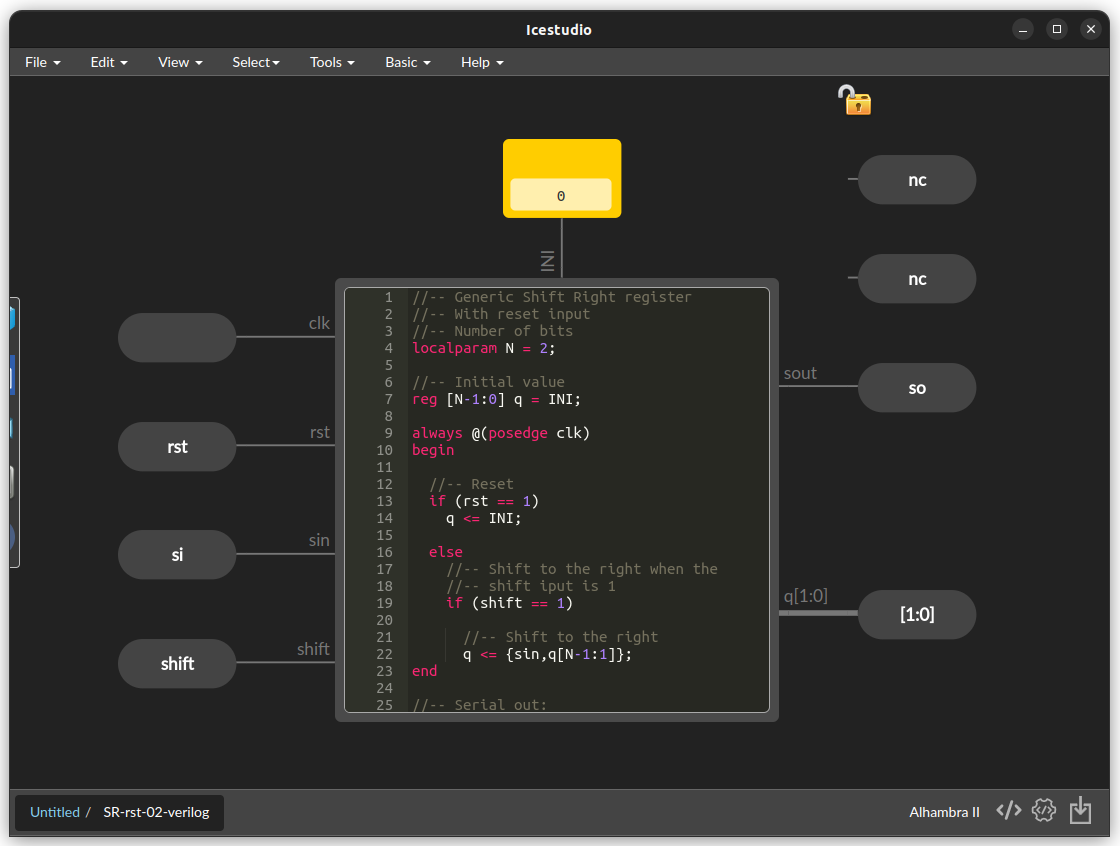 Icestudio
File Edit View Select Tools Basic Help
0
INI
nc
nc
clk
rst rst
si sin
shift shift
1 //-- Generic Shift Right register
2 //-- With reset input
3 //-- Number of bits
4 localparam N = 2;
5
6 //-- Initial value
7 reg [N-1:0] q = INI;
8
9 always @(posedge clk)
10 begin
11
12 //-- Reset
13 if (rst == 1)
14 q <= INI;
15
16 else
17 //-- Shift to the right when the
18 //-- shift iput is 1
19 if (shift == 1)
20
21 //-- Shift to the right
22 q <= {sin,q[N-1:1]};
23 end
24
25 //-- Serial out:
sout so
q[1:0] [1:0]
Untitled / SR-rst-02-verilog
Alhambra II